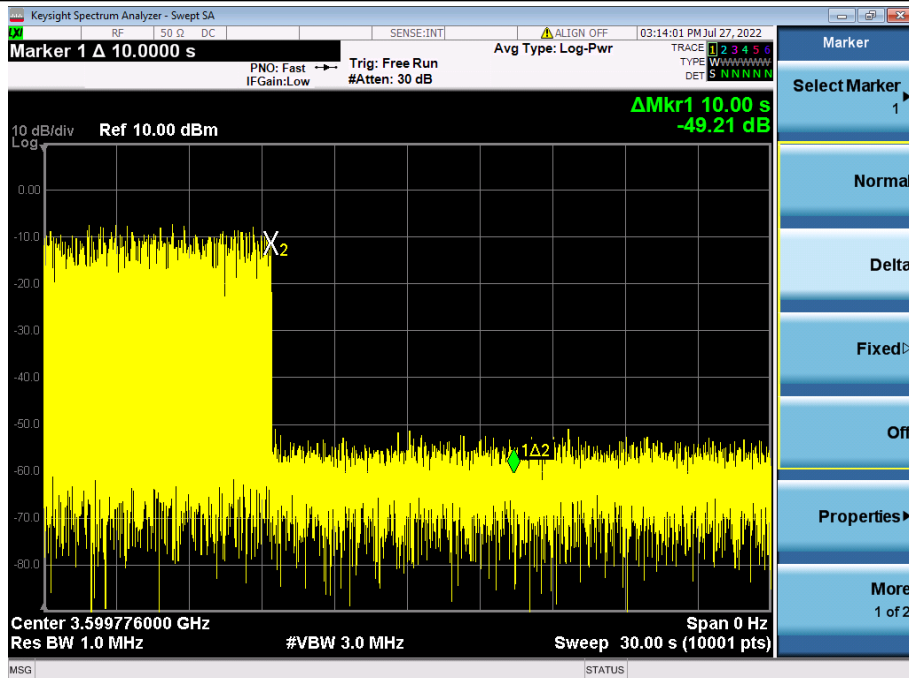 Keysight Spectrum Analyzer - Swept SA
LXI RF 50 Ω DC SENSE:INT ALIGN OFF 03:14:01 PM Jul 27, 2022
Marker 1 Δ 10.0000 s
PNO: Fast
IFGain:Low
Trig: Free Run
#Atten: 30 dB
Avg Type: Log-Pwr
TRACE 1 2 3 4 5 6
TYPE WWWWWW
DET S N N N N N
ΔMkr1 10.00 s
-49.21 dB
10 dB/div Ref 10.00 dBm
Log
0.00
-10.0
-20.0
-30.0
-40.0
-50.0
-60.0
-70.0
-80.0
X2
1Δ2
Center 3.599776000 GHz Span 0 Hz
Res BW 1.0 MHz #VBW 3.0 MHz Sweep 30.00 s (10001 pts)
MSG STATUS
Marker
Select Marker
1
Normal
Delta
Fixed
Off
Properties
More
1 of 2